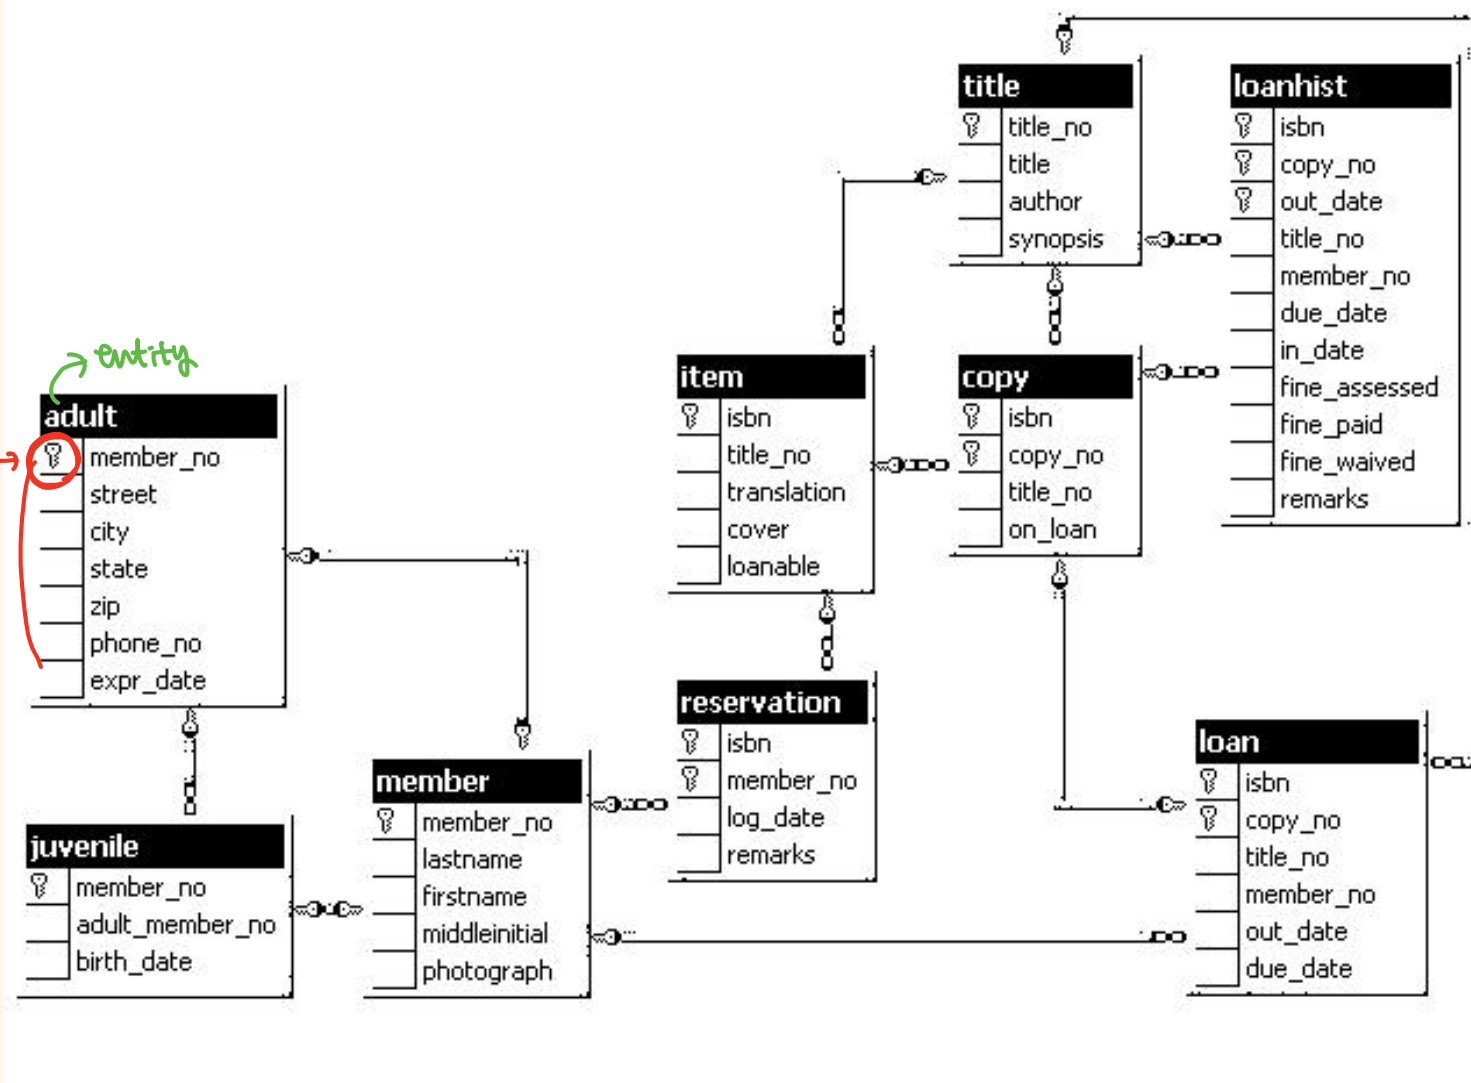 title
title_no
title
author
synopsis
loanhist
isbn
copy_no
out_date
title_no
member_no
due_date
in_date
fine_assessed
fine_paid
fine_waived
remarks
entity
adult
member_no
street
city
state
zip
phone_no
expr_date
item
isbn
title_no
translation
cover
loanable
copy
isbn
copy_no
title_no
on_loan
reservation
isbn
member_no
log_date
remarks
loan
isbn
copy_no
title_no
member_no
out_date
due_date
member
member_no
lastname
firstname
middleinitial
photograph
juvenile
member_no
adult_member_no
birth_date